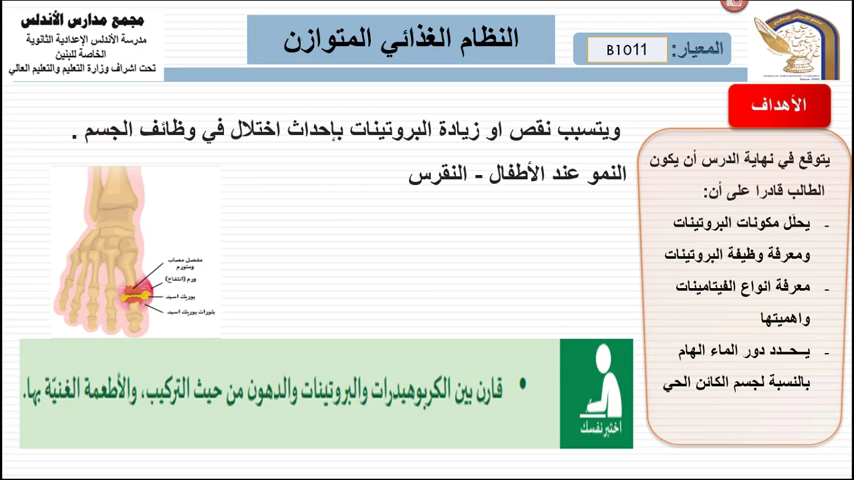 مجمع مدارس الأندلس
مدرسة الأندلس الإعدادية الثانوية
الخاصة للبنين
تحت اشراف وزارة التعليم والتعليم العالي
النظام الغذائي المتوازن
المعيار:
B1011
الأهداف
يتوقع في نهاية الدرس أن يكون
الطالب قادرا على أن:
- يحلّل مكونات البروتينات
ومعرفة وظيفة البروتينات
- معرفة انواع الفيتامينات
واهميتها
- يــحــدد دور الماء الهام
بالنسبة لجسم الكائن الحي
ويتسبب نقص او زيادة البروتينات بإحداث اختلال في وظائف الجسم .
النمو عند الأطفال - النقرس
مفصل مصاب
ومتورم
ورم (انتفاخ)
يوريك اسيد
بلورات يوريك اسيد
اختبر نفسك
• قارن بين الكربوهيدرات والبروتينات والدهون من حيث التركيب، والأطعمة الغنيّة بها.